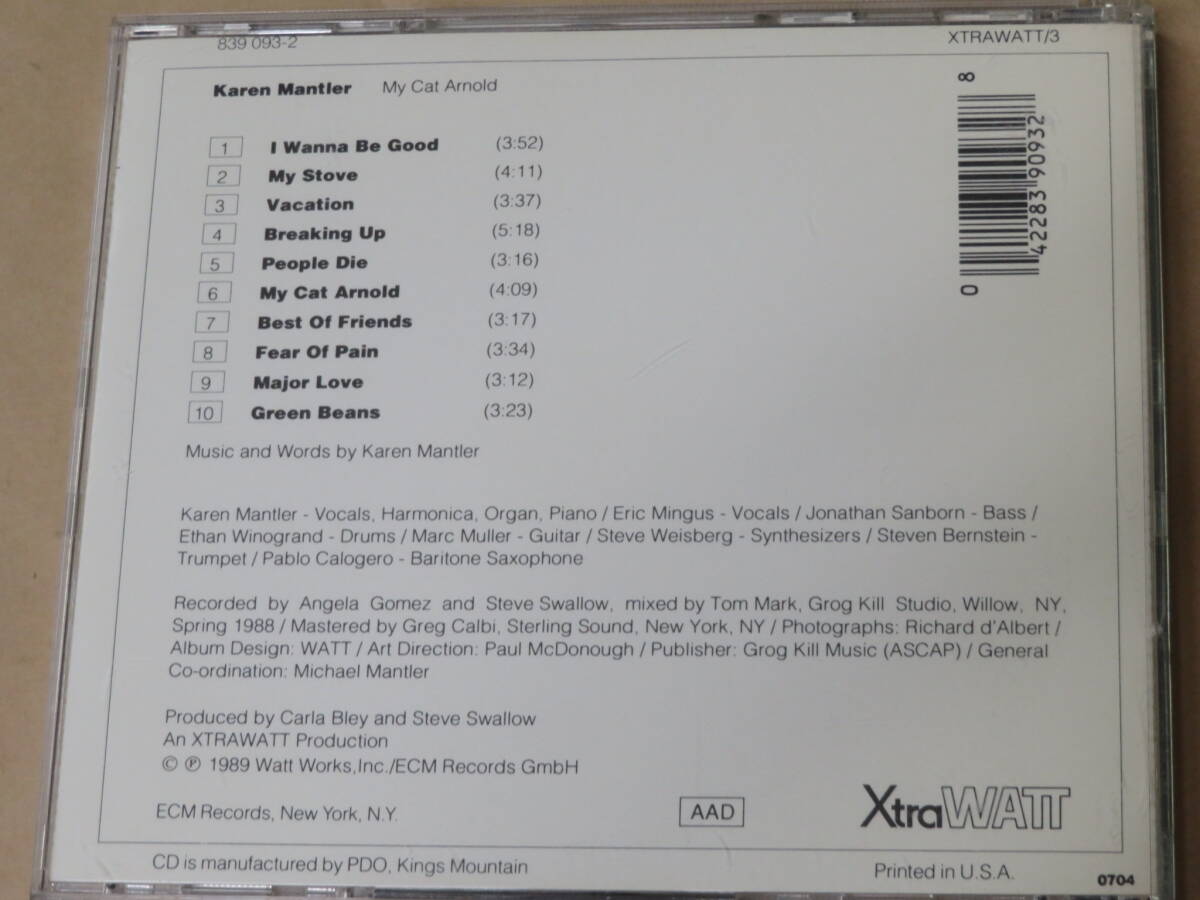 839 093-2
XTRAWATT/3
Karen Mantler My Cat Arnold
1 I Wanna Be Good (3:52)
2 My Stove (4:11)
3 Vacation (3:37)
4 Breaking Up (5:18)
5 People Die (3:16)
6 My Cat Arnold (4:09)
7 Best Of Friends (3:17)
8 Fear Of Pain (3:34)
9 Major Love (3:12)
10 Green Beans (3:23)
0 42283 90932 8
Music and Words by Karen Mantler
Karen Mantler - Vocals, Harmonica, Organ, Piano / Eric Mingus - Vocals / Jonathan Sanborn - Bass /
Ethan Winogrand - Drums / Marc Muller - Guitar / Steve Weisberg - Synthesizers / Steven Bernstein -
Trumpet / Pablo Calogero - Baritone Saxophone
Recorded by Angela Gomez and Steve Swallow, mixed by Tom Mark, Grog Kill Studio, Willow, NY,
Spring 1988 / Mastered by Greg Calbi, Sterling Sound, New York, NY / Photographs: Richard d'Albert /
Album Design: WATT / Art Direction: Paul McDonough / Publisher: Grog Kill Music (ASCAP) / General
Co-ordination: Michael Mantler
Produced by Carla Bley and Steve Swallow
An XTRAWATT Production
© ℗ 1989 Watt Works,Inc./ECM Records GmbH
ECM Records, New York, N.Y.
AAD
XtraWATT
CD is manufactured by PDO, Kings Mountain
Printed in U.S.A.
0704